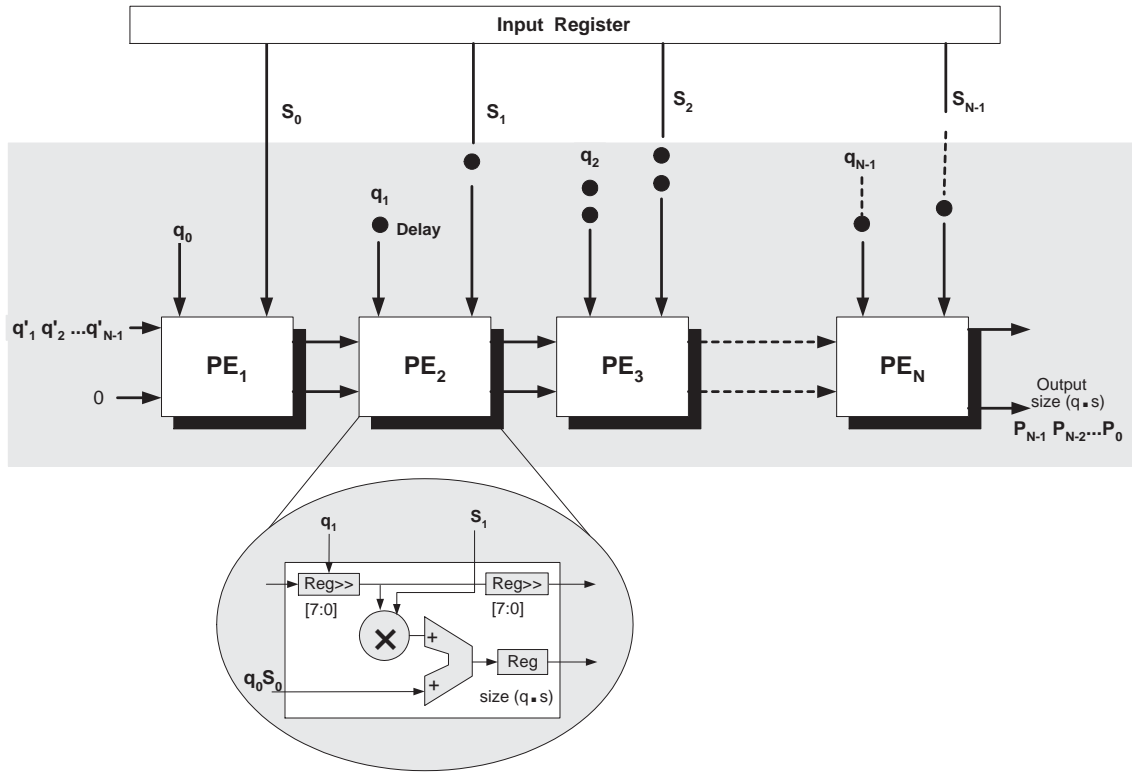 Input Register
S0
S1
S2
SN-1
q0
q1
Delay
q2
qN-1
q'1 q'2 ...q'N-1
0
PE1
PE2
PE3
PEN
Output
size (q.s)
PN-1 PN-2...P0
q1
S1
Reg>>
[7:0]
Reg>>
[7:0]
×
+
+
Reg
q0S0
size (q.s)